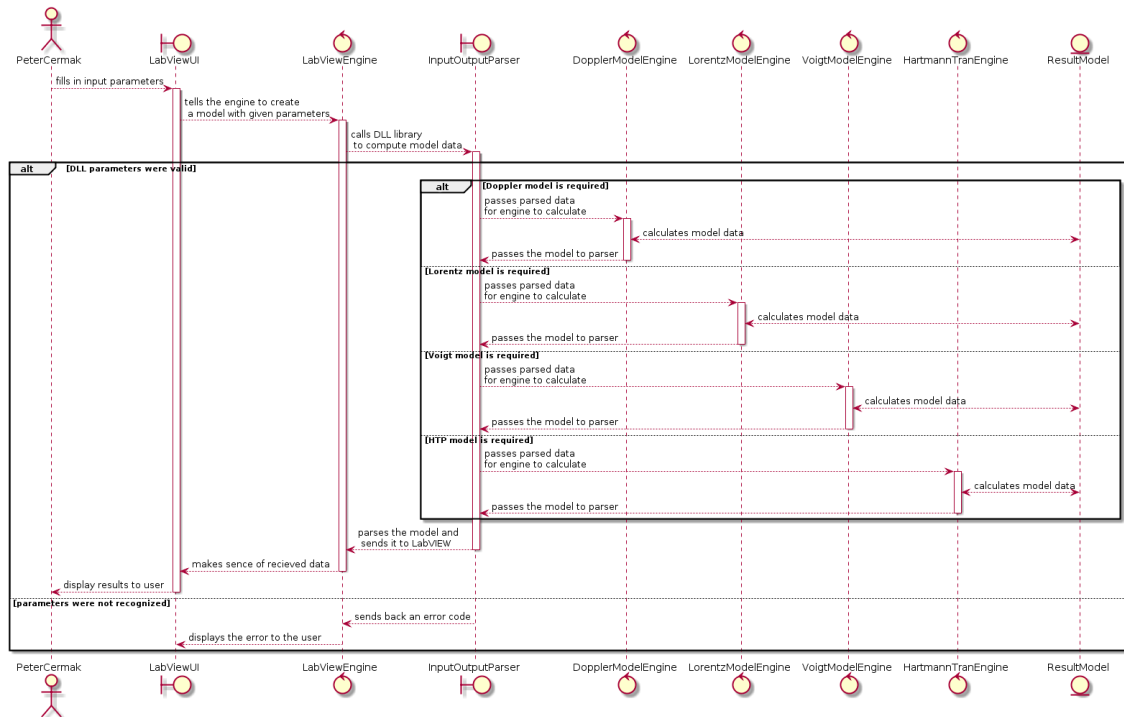 PeterCermak LabViewUI LabViewEngine InputOutputParser DopplerModelEngine LorentzModelEngine VoigtModelEngine HartmannTranEngine ResultModel
fills in input parameters
tells the engine to create
a model with given parameters
calls DLL library
to compute model data
alt [DLL parameters were valid]
alt [Doppler model is required]
passes parsed data
for engine to calculate
calculates model data
passes the model to parser
[Lorentz model is required]
passes parsed data
for engine to calculate
calculates model data
passes the model to parser
[Voigt model is required]
passes parsed data
for engine to calculate
calculates model data
passes the model to parser
[HTP model is required]
passes parsed data
for engine to calculate
calculates model data
passes the model to parser
parses the model and
sends it to LabVIEW
makes sence of recieved data
display results to user
[parameters were not recognized]
sends back an error code
displays the error to the user
PeterCermak LabViewUI LabViewEngine InputOutputParser DopplerModelEngine LorentzModelEngine VoigtModelEngine HartmannTranEngine ResultModel